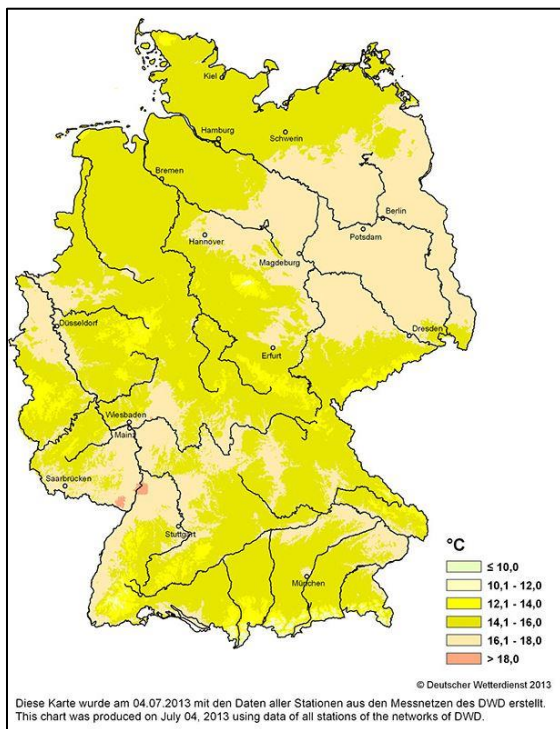 Kiel
Hamburg
Schwerin
Bremen
Berlin
Potsdam
Hannover
Magdeburg
Düsseldorf
Dresden
Erfurt
Wiesbaden
Mainz
Saarbrücken
Stuttgart
München
°C
≤ 10,0
10,1 - 12,0
12,1 - 14,0
14,1 - 16,0
16,1 - 18,0
> 18,0
© Deutscher Wetterdienst 2013
Diese Karte wurde am 04.07.2013 mit den Daten aller Stationen aus den Messnetzen des DWD erstellt.
This chart was produced on July 04, 2013 using data of all stations of the networks of DWD.